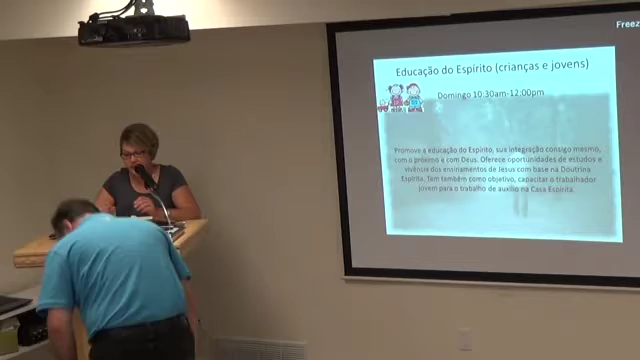 Freez
Educação do Espírito (crianças e jovens)
Domingo 10:30am-12:00pm
Promove a educação do Espírito, sua integração consigo mesmo,
com o próximo e com Deus. Oferece oportunidades de estudos e
vivência dos ensinamentos de Jesus com base na Doutrina
Espírita. Tem também como objetivo, capacitar o trabalhador
jovem para o trabalho de auxílio na Casa Espírita.